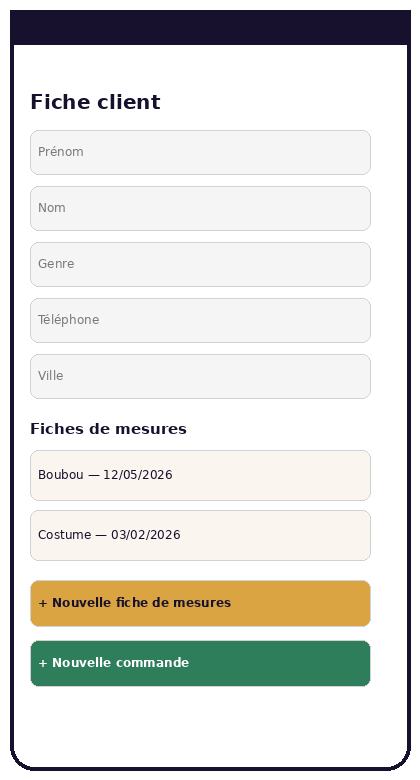 Fiche client
Prénom
Nom
Genre
Téléphone
Ville
Fiches de mesures
Boubou — 12/05/2026
Costume — 03/02/2026
+ Nouvelle fiche de mesures
+ Nouvelle commande